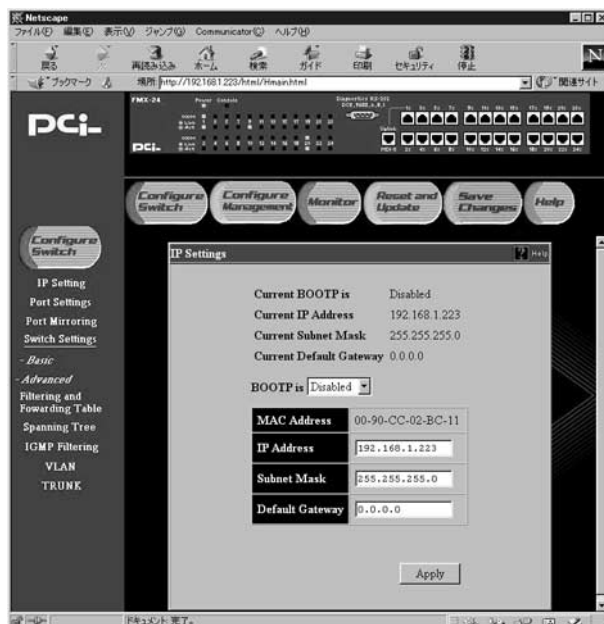 Netscape
ファイル(F) 編集(E) 表示(V) ジャンプ(G) Communicator(C) ヘルプ(H)
戻る 再読み込み ホーム 検索 ガイド 印刷 セキュリティ 停止
N
ブックマーク 場所: http://192.168.1.223/html/Hmain.html 関連サイト
PCi
FMX-24
Power Console
Diagnostics RS-232
PCi
Configure Switch
Configure Management
Monitor
Reset and Update
Save Changes
Help
Configure Switch
IP Setting
Port Settings
Port Mirroring
Switch Settings
- Basic
- Advanced
Filtering and
Fowarding Table
Spanning Tree
IGMP Filtering
VLAN
TRUNK
IP Settings
? Help
Current BOOTP is Disabled
Current IP Address 192.168.1.223
Current Subnet Mask 255.255.255.0
Current Default Gateway 0.0.0.0
BOOTP is Disabled
MAC Address 00-90-CC-02-BC-11
IP Address 192.168.1.223
Subnet Mask 255.255.255.0
Default Gateway 0.0.0.0
Apply
ドキュメント: 完了。